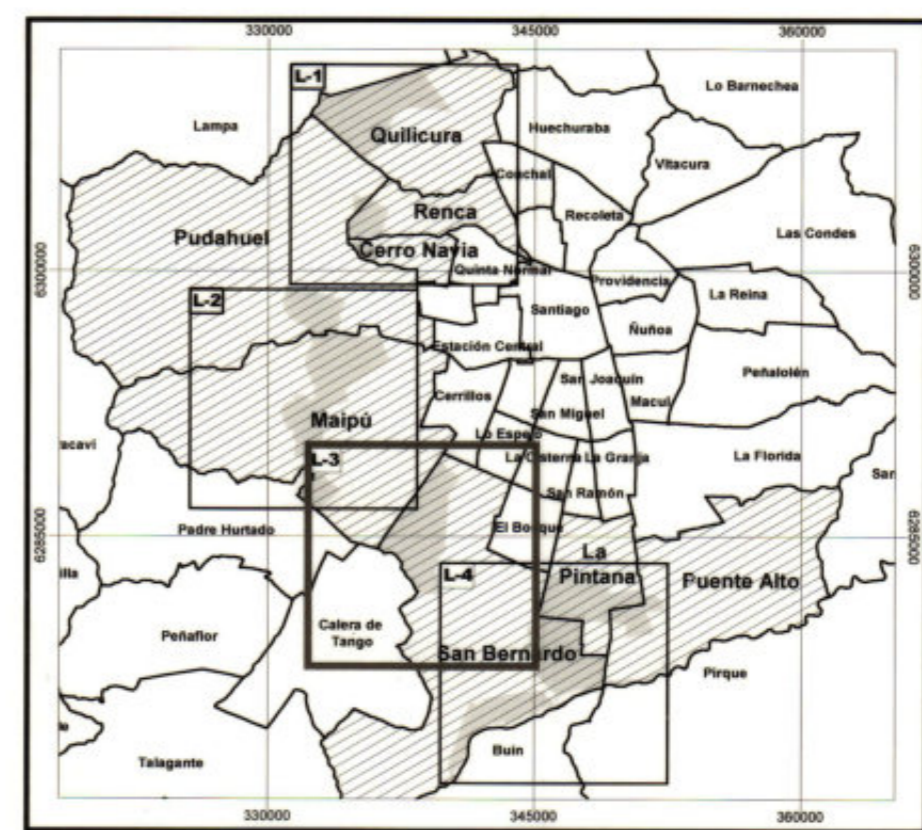 330000 345000 360000
L-1
Lo Barnechea
Lampa
Quilicura
Huechuraba
Vitacura
Conchal
Renca
Recoleta
Pudahuel
Las Condes
Cerro Navia
6300000
6300000
Quinta Normal
Providencia
L-2
Santiago
La Reina
Ñuñoa
Estación Central
San Joaquín
Peñalolén
Cerrillos
Macul
San Miguel
Maipú
Lo Espejo
acavi
L-3
La Cisterna
La Granja
La Florida
San
San Ramón
Padre Hurtado
El Bosque
6285000
6285000
La
Pintana
illa
L-4
Puente Alto
Calera de
Tango
Peñaflor
San Bernardo
Pirque
le
Buin
Talagante
330000 345000 360000